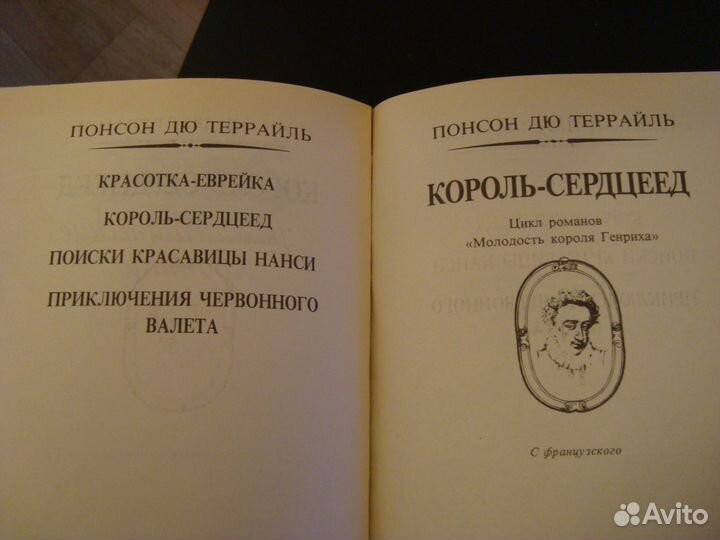 ПОНСОН ДЮ ТЕРРАЙЛЬ
КРАСОТКА-ЕВРЕЙКА
КОРОЛЬ-СЕРДЦЕЕД
ПОИСКИ КРАСАВИЦЫ НАНСИ
ПРИКЛЮЧЕНИЯ ЧЕРВОННОГО
ВАЛЕТА
ПОНСОН ДЮ ТЕРРАЙЛЬ
КОРОЛЬ-СЕРДЦЕЕД
Цикл романов
«Молодость короля Генриха»
С французского
Avito